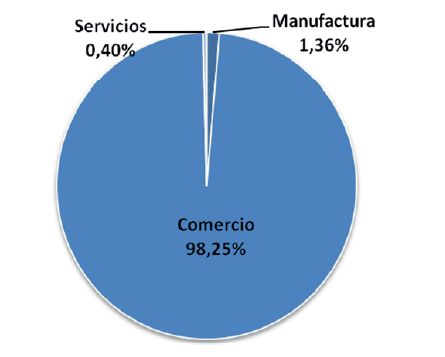 Servicios
0,40%
Manufactura
1,36%
Comercio
98,25%